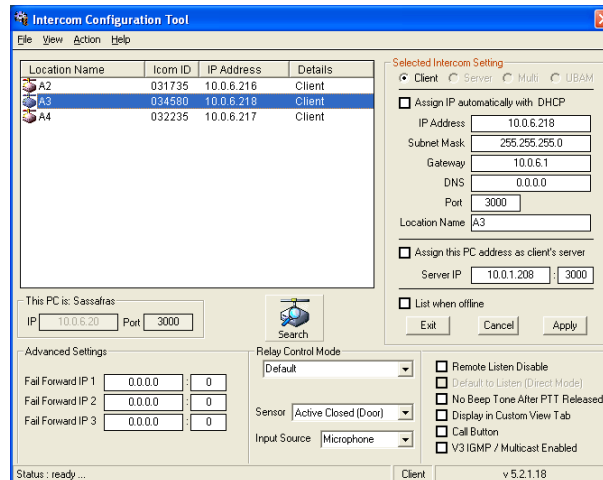 Intercom Configuration Tool
File View Action Help
Location Name Icom ID IP Address Details
A2 031735 10.0.6.216 Client
A3 034580 10.0.6.218 Client
A4 032235 10.0.6.217 Client
Selected Intercom Setting
Client Server Multi UBAM
Assign IP automatically with DHCP
IP Address 10.0.6.218
Subnet Mask 255.255.255.0
Gateway 10.0.6.1
DNS 0.0.0.0
Port 3000
Location Name A3
Assign this PC address as client's server
Server IP 10.0.1.208 : 3000
List when offline
Exit Cancel Apply
This PC is: Sassafras
IP 10.0.6.20 Port 3000
Search
Advanced Settings
Fail Forward IP 1 0.0.0.0 : 0
Fail Forward IP 2 0.0.0.0 : 0
Fail Forward IP 3 0.0.0.0 : 0
Relay Control Mode
Default
Sensor Active Closed (Door)
Input Source Microphone
Remote Listen Disable
Default to Listen (Direct Mode)
No Beep Tone After PTT Released
Display in Custom View Tab
Call Button
V3 IGMP / Multicast Enabled
Status : ready ... Client v 5.2.1.18